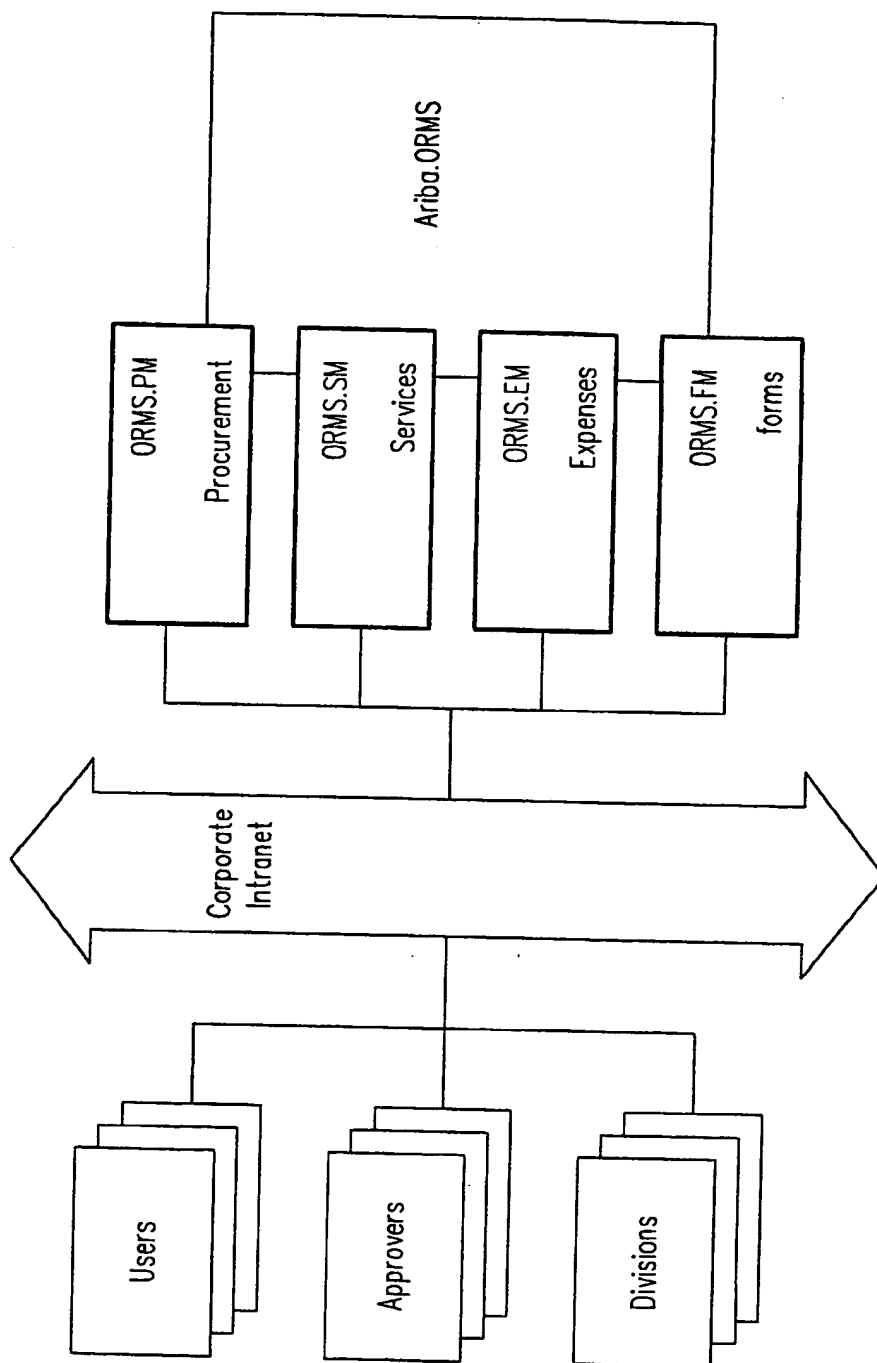 Ariba.ORMS
ORMS.PM
Procurement
ORMS.SM
Services
ORMS.EM
Expenses
ORMS.FM
forms
Corporate
Intranet
Users
Approvers
Divisions